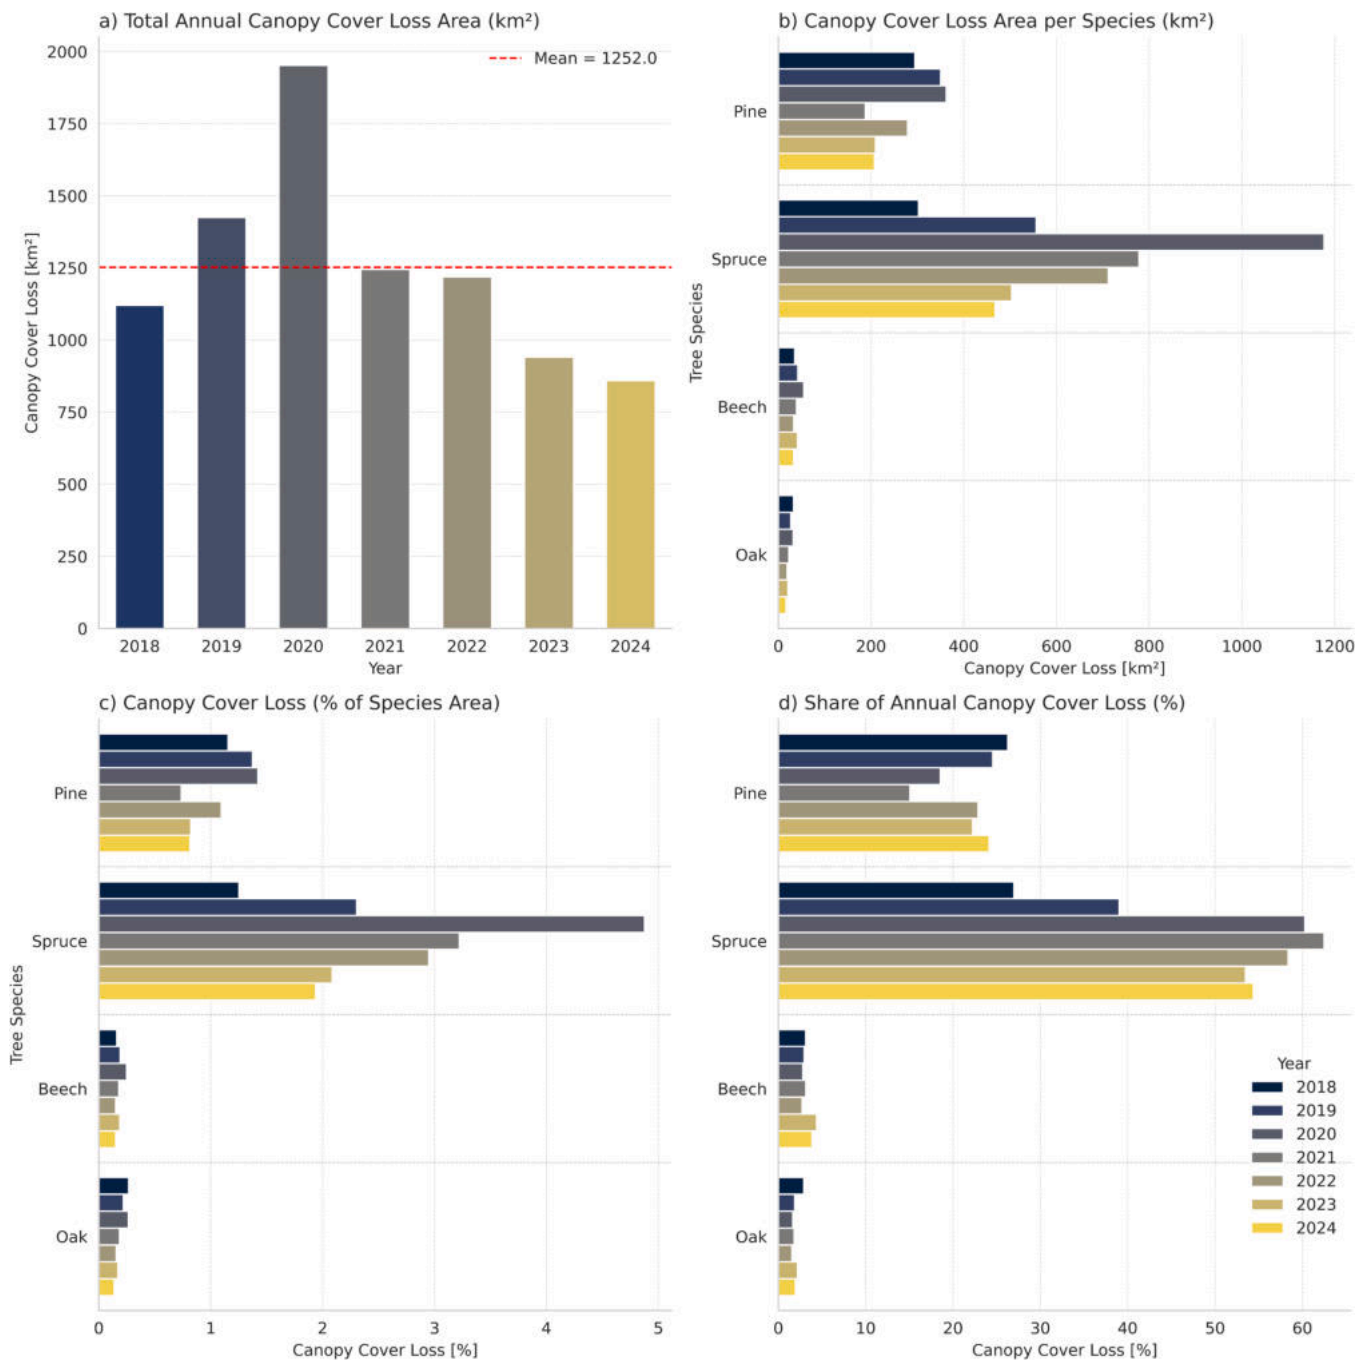 a) Total Annual Canopy Cover Loss Area (km²)
Mean = 1252.0
2000
1750
1500
1250
1000
750
500
250
0
Canopy Cover Loss [km²]
2018 2019 2020 2021 2022 2023 2024
Year
b) Canopy Cover Loss Area per Species (km²)
Pine
Spruce
Beech
Oak
Tree Species
0 200 400 600 800 1000 1200
Canopy Cover Loss [km²]
c) Canopy Cover Loss (% of Species Area)
Pine
Spruce
Beech
Oak
Tree Species
0 1 2 3 4 5
Canopy Cover Loss [%]
d) Share of Annual Canopy Cover Loss (%)
Pine
Spruce
Beech
Oak
Year
2018
2019
2020
2021
2022
2023
2024
0 10 20 30 40 50 60
Canopy Cover Loss [%]